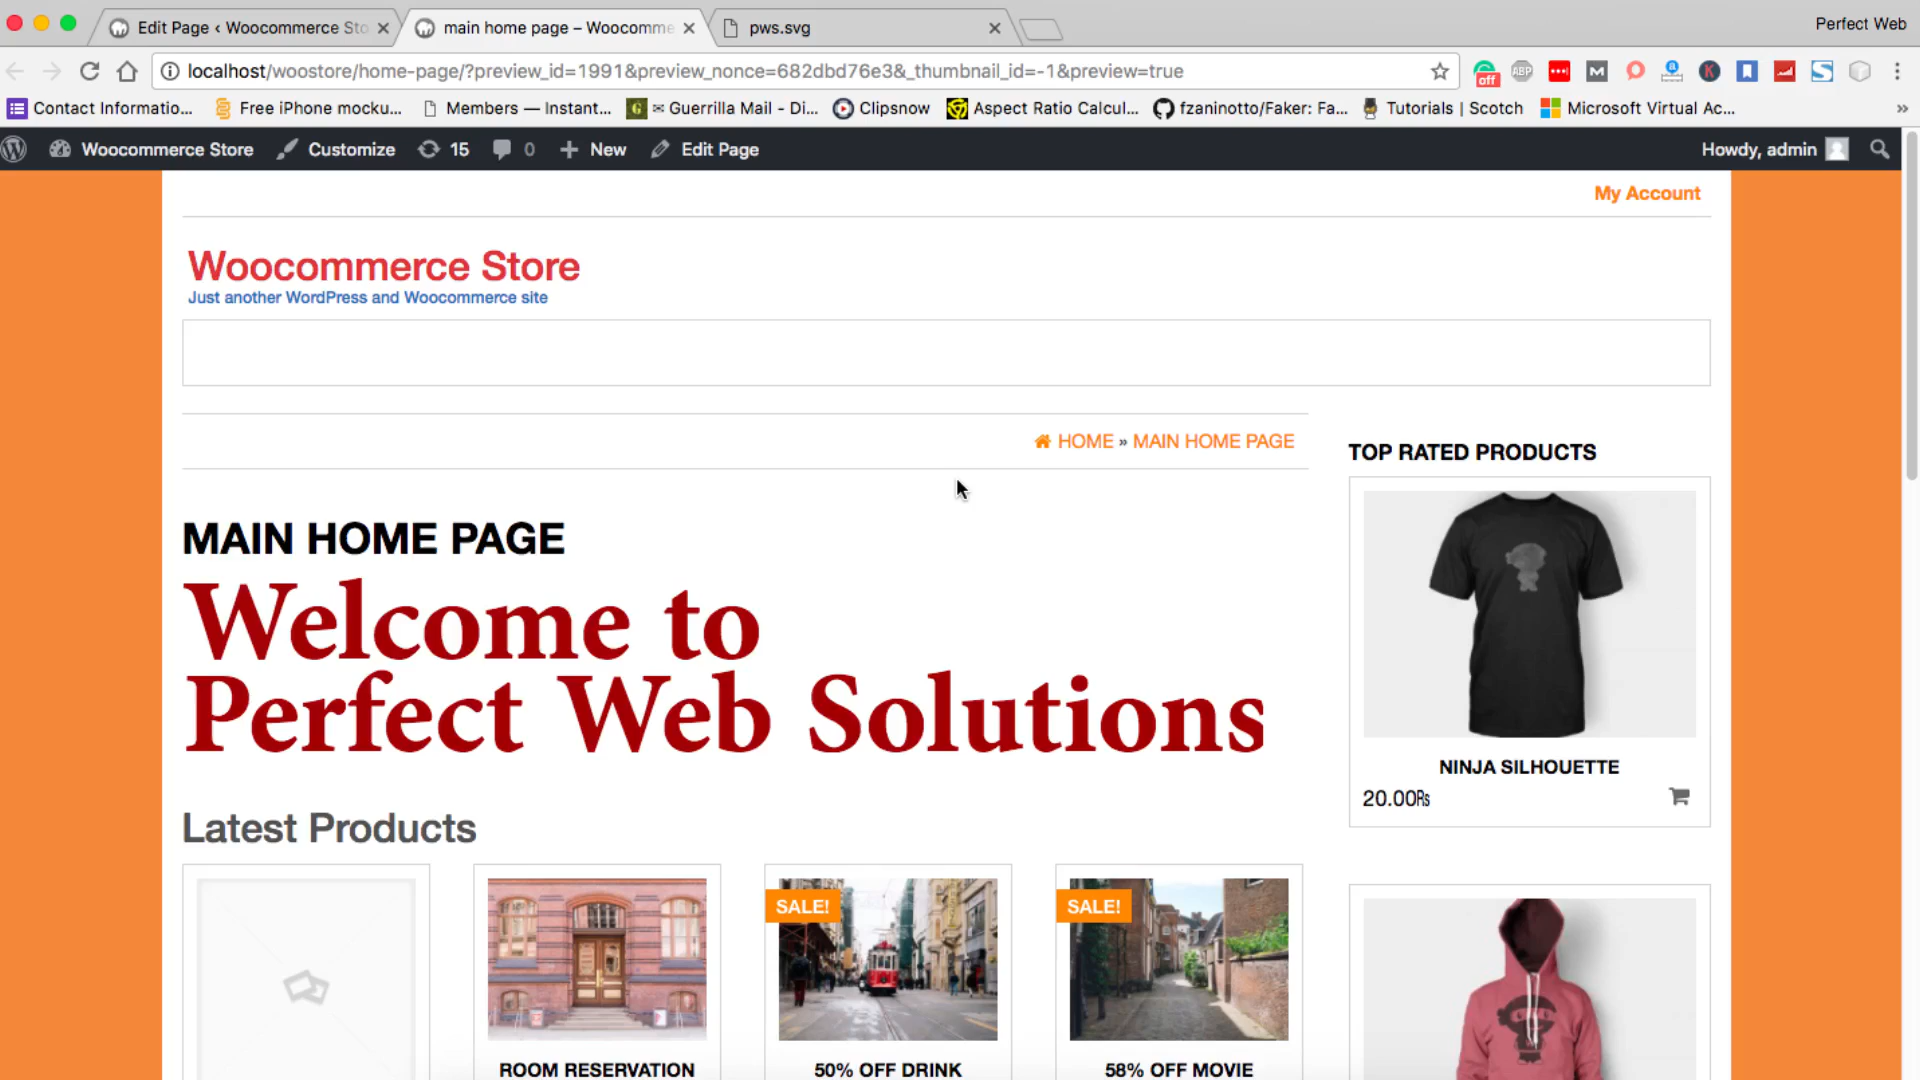 Edit Page ‹ Woocommerce Sto
main home page – Woocomme
pws.svg
Perfect Web
localhost/woostore/home-page/?preview_id=1991&preview_nonce=682dbd76e3&_thumbnail_id=-1&preview=true
off
ABP
Contact Informatio...
Free iPhone mocku...
Members — Instant...
Guerrilla Mail - Di...
Clipsnow
Aspect Ratio Calcul...
fzaninotto/Faker: Fa...
Tutorials | Scotch
Microsoft Virtual Ac...
Woocommerce Store
Customize
15
0
New
Edit Page
Howdy, admin
My Account
Woocommerce Store
Just another WordPress and Woocommerce site
HOME » MAIN HOME PAGE
TOP RATED PRODUCTS
MAIN HOME PAGE
Welcome to
Perfect Web Solutions
NINJA SILHOUETTE
20.00₨
Latest Products
SALE!
SALE!
ROOM RESERVATION
50% OFF DRINK
58% OFF MOVIE